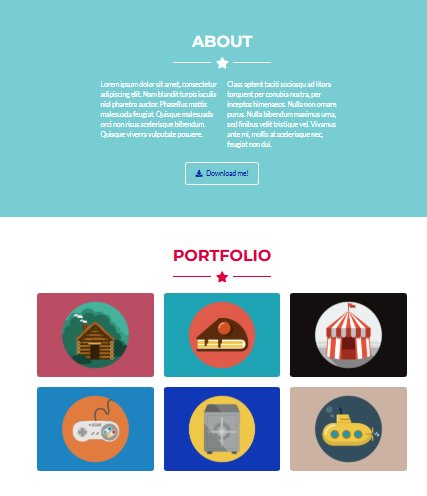 ABOUT
Lorem ipsum dolor sit amet, consectetur
adipiscing elit. Nam blandit turpis iaculis
nisl pharetra auctor. Phasellus mattis
malesuada feugiat. Quisque malesuada
orci non risus scelerisque bibendum.
Quisque viverra vulputate posuere.
Class aptent taciti sociosqu ad litora
torquent per conubia nostra, per
inceptos himenaeos. Nulla non ornare
purus. Nulla bibendum maximus urna,
sed finibus velit tristique vel. Vivamus
ante mi, mollis at scelerisque nec,
feugiat non dui.
Download me!
PORTFOLIO